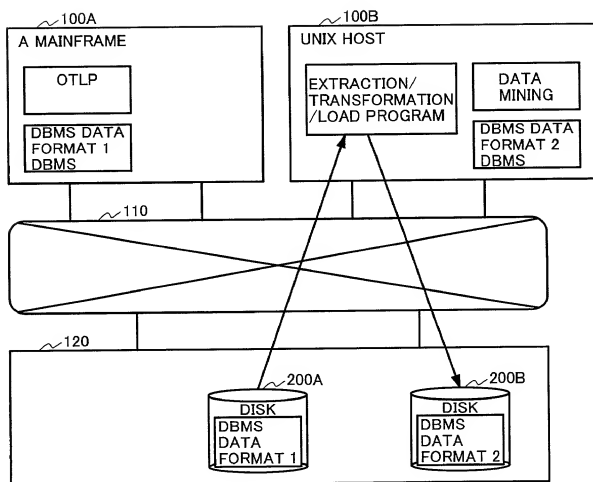 100A
A MAINFRAME
OTLP
DBMS DATA
FORMAT 1
DBMS
100B
UNIX HOST
EXTRACTION/
TRANSFORMATION
/LOAD PROGRAM
DATA
MINING
DBMS DATA
FORMAT 2
DBMS
110
120
200A
DISK
DBMS
DATA
FORMAT 1
200B
DISK
DBMS
DATA
FORMAT 2